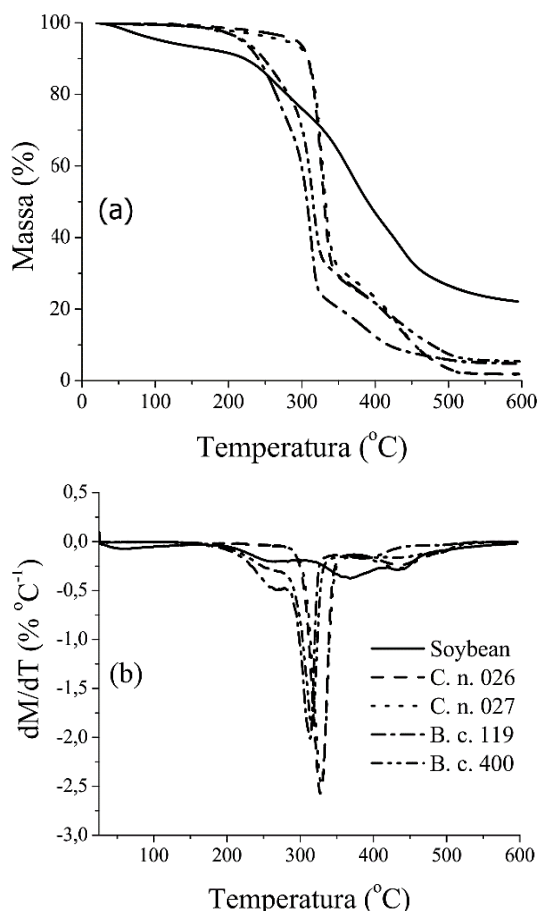 100
80
60
40
20
0
Massa (%)
(a)
0
100
200
300
400
500
600
Temperatura (°C)
0,5
0,0
-0,5
-1,0
-1,5
-2,0
-2,5
-3,0
dM/dT (% °C⁻¹)
(b)
Soybean
C. n. 026
C. n. 027
B. c. 119
B. c. 400
100
200
300
400
500
600
Temperatura (°C)